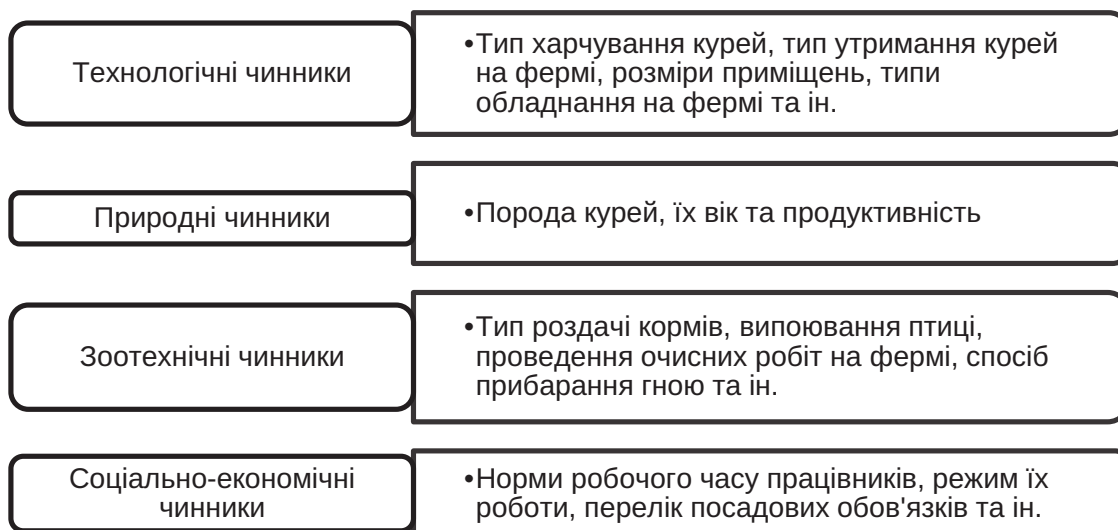 Технологічні чинники
•Тип харчування курей, тип утримання курей
на фермі, розміри приміщень, типи
обладнання на фермі та ін.
Природні чинники
•Порода курей, їх вік та продуктивність
Зоотехнічні чинники
•Тип роздачі кормів, випоювання птиці,
проведення очисних робіт на фермі, спосіб
прибарання гною та ін.
Соціально-економічні
чинники
•Норми робочого часу працівників, режим їх
роботи, перелік посадових обов'язків та ін.